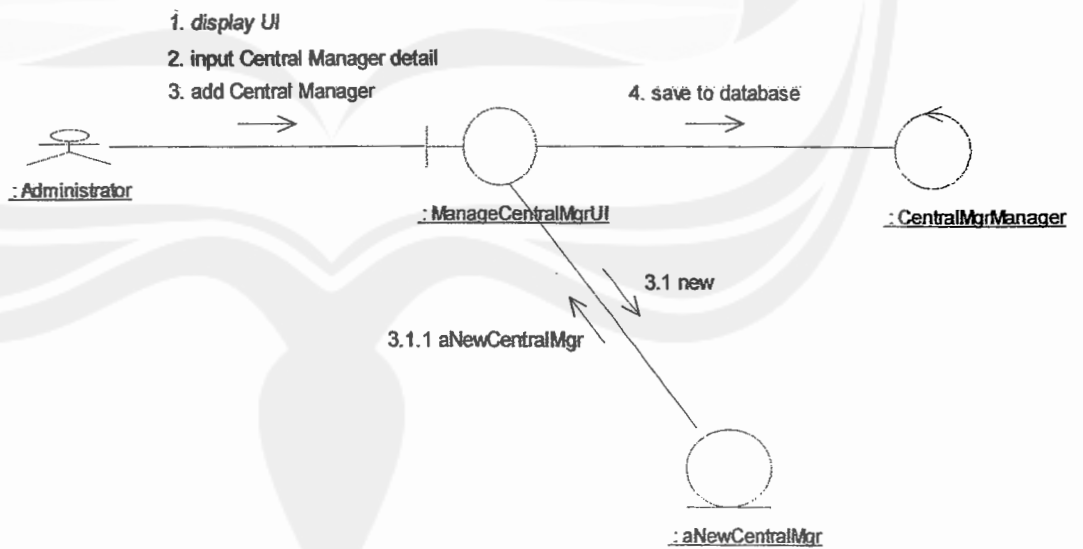 1. display UI
2. input Central Manager detail
3. add Central Manager
4. save to database
: Administrator
: ManageCentralMgrUI
: CentralMgrManager
3.1 new
3.1.1 aNewCentralMgr
: aNewCentralMgr